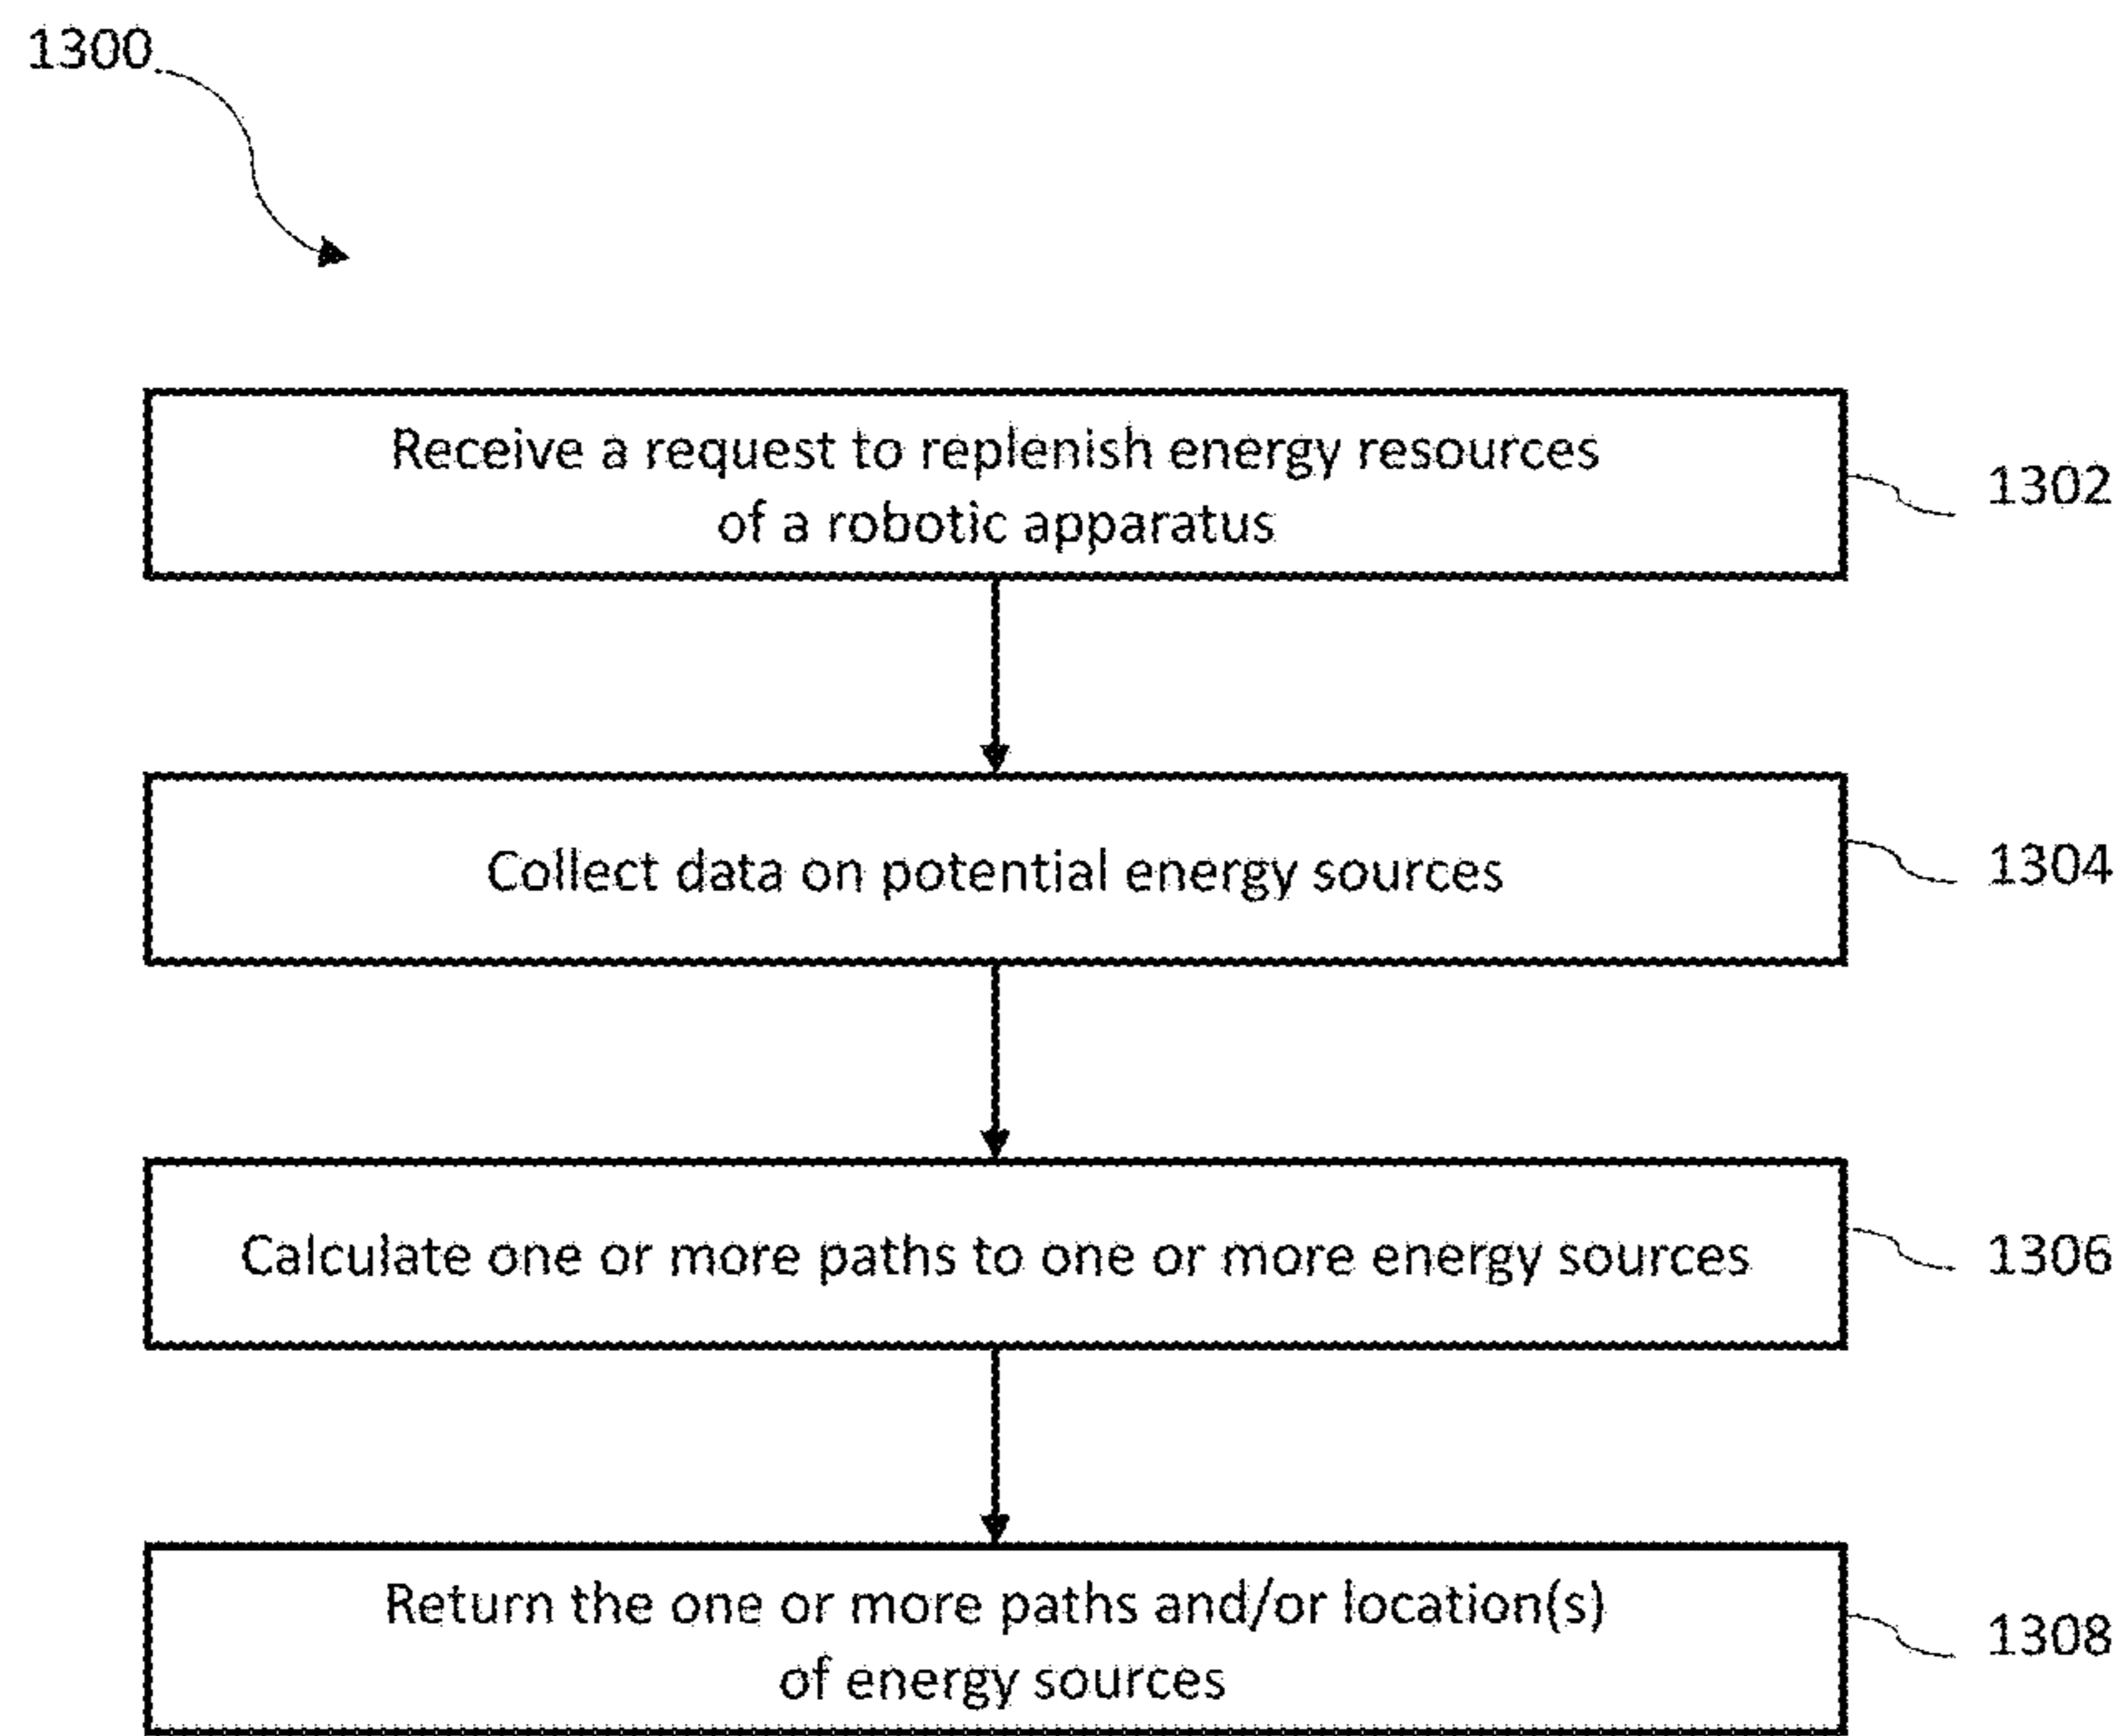 1300
Receive a request to replenish energy resources
of a robotic apparatus
1302
Collect data on potential energy sources
1304
Calculate one or more paths to one or more energy sources
1306
Return the one or more paths and/or location(s)
of energy sources
1308